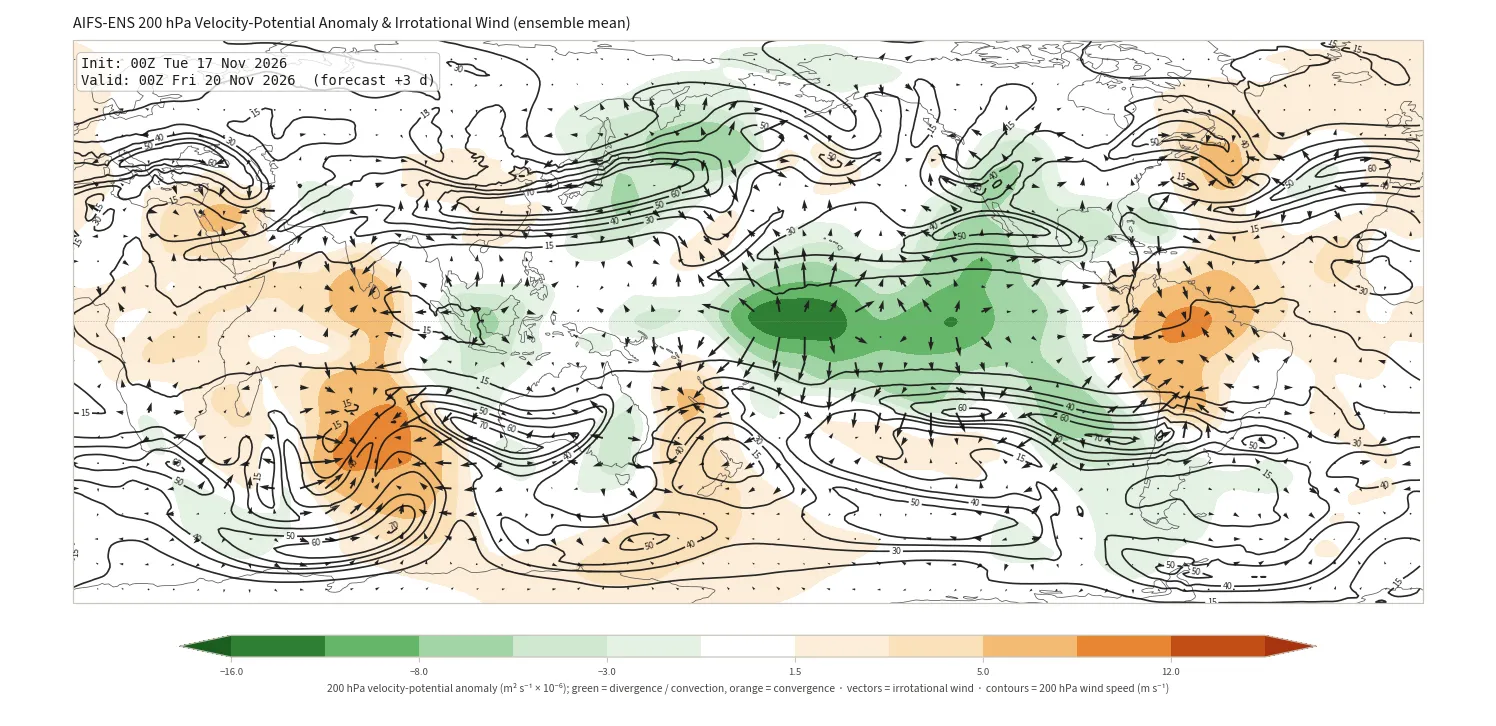 AIFS-ENS 200 hPa Velocity-Potential Anomaly & Irrotational Wind (ensemble mean)
Init: 00Z Tue 17 Nov 2026
Valid: 00Z Fri 20 Nov 2026  (forecast +3 d)
−16.0
−8.0
−3.0
1.5
5.0
12.0
200 hPa velocity-potential anomaly (m² s⁻¹ × 10⁻⁶); green = divergence / convection, orange = convergence · vectors = irrotational wind · contours = 200 hPa wind speed (m s⁻¹)